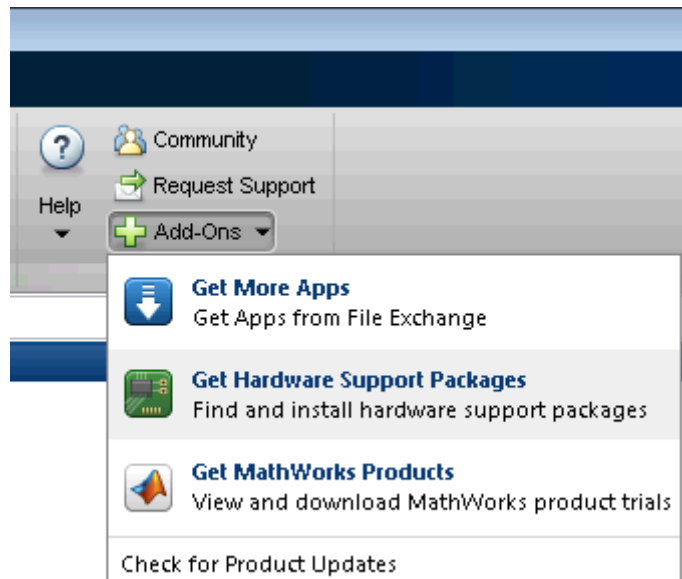 Community
Request Support
Help
Add-Ons
Get More Apps
Get Apps from File Exchange
Get Hardware Support Packages
Find and install hardware support packages
Get MathWorks Products
View and download MathWorks product trials
Check for Product Updates